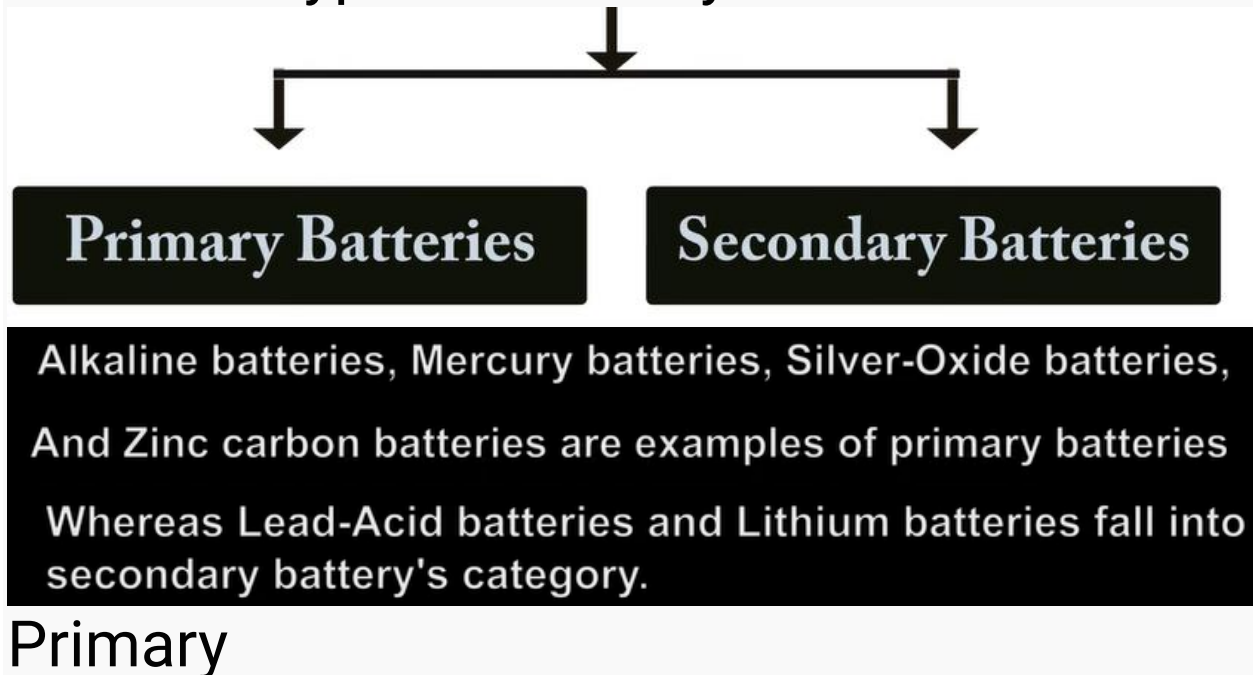 Primary Batteries
Secondary Batteries
Alkaline batteries, Mercury batteries, Silver-Oxide batteries,
And Zinc carbon batteries are examples of primary batteries
Whereas Lead-Acid batteries and Lithium batteries fall into
secondary battery's category.
Primary